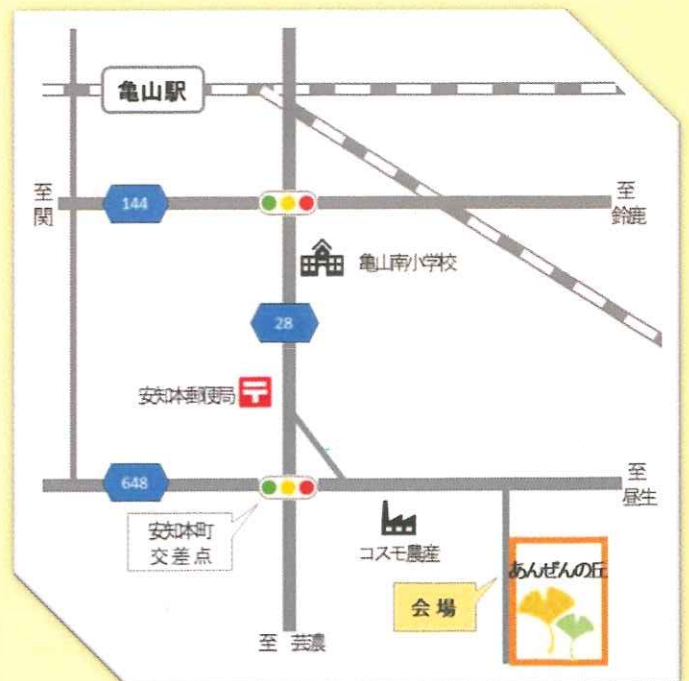 亀山駅
至
関
144
至
鈴鹿
亀山南小学校
28
安知本郵便局
648
至
昼生
安知本町
交差点
コスモ農産
あんぜんの丘
会場
至 芸濃